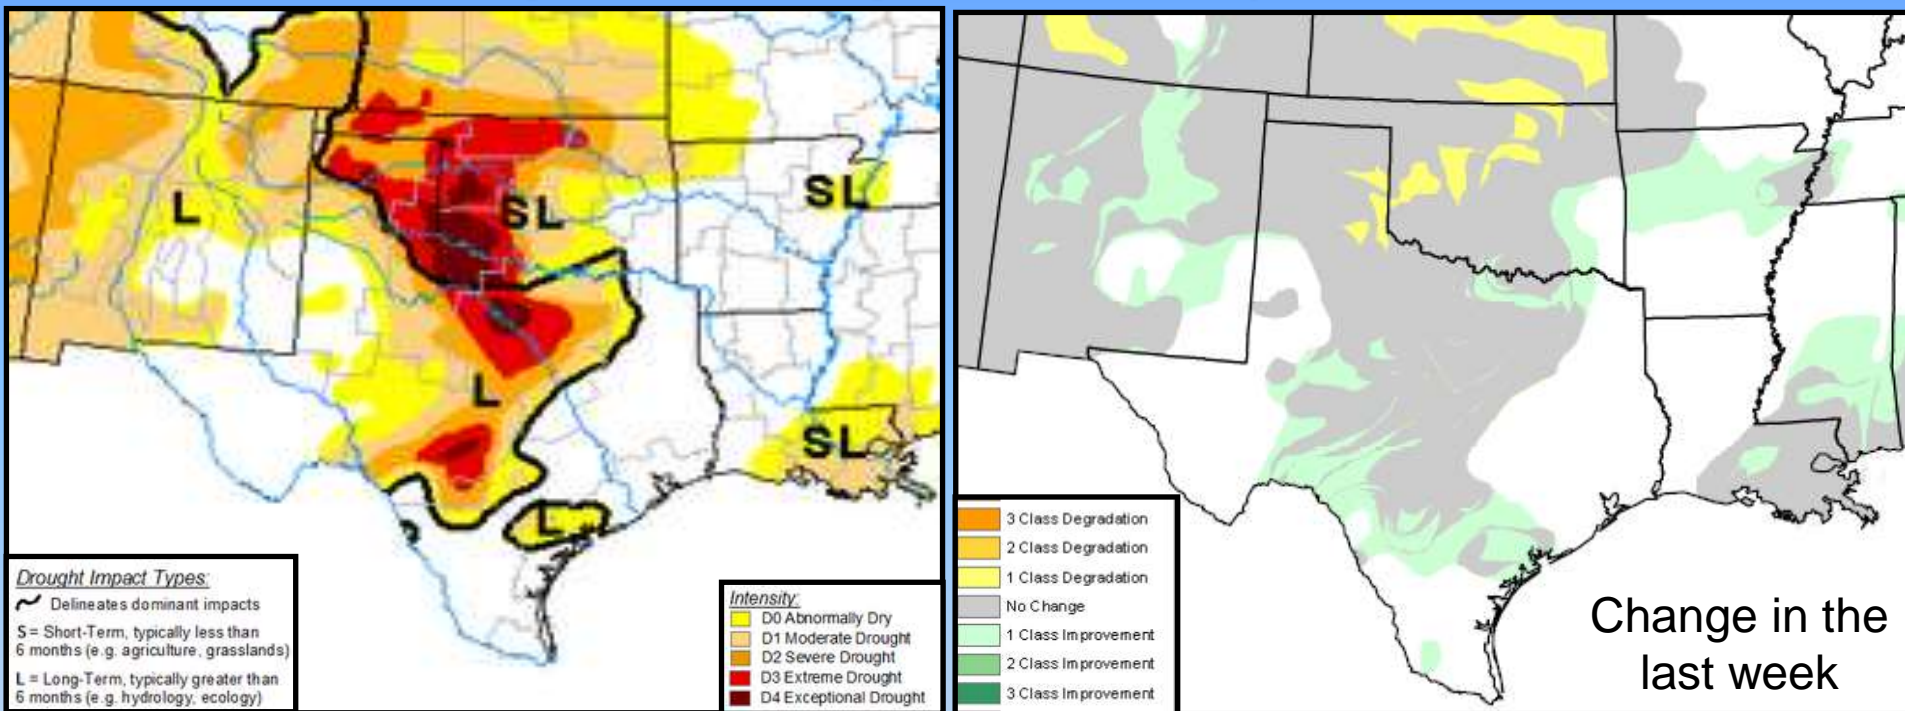 L
SL
SL
L
SL
L
Drought Impact Types:
Delineates dominant impacts
S = Short-Term, typically less than
6 months (e.g. agriculture, grasslands)
L = Long-Term, typically greater than
6 months (e.g. hydrology, ecology)
Intensity:
D0 Abnormally Dry
D1 Moderate Drought
D2 Severe Drought
D3 Extreme Drought
D4 Exceptional Drought
3 Class Degradation
2 Class Degradation
1 Class Degradation
No Change
1 Class Improvement
2 Class Improvement
3 Class Improvement
Change in the
last week